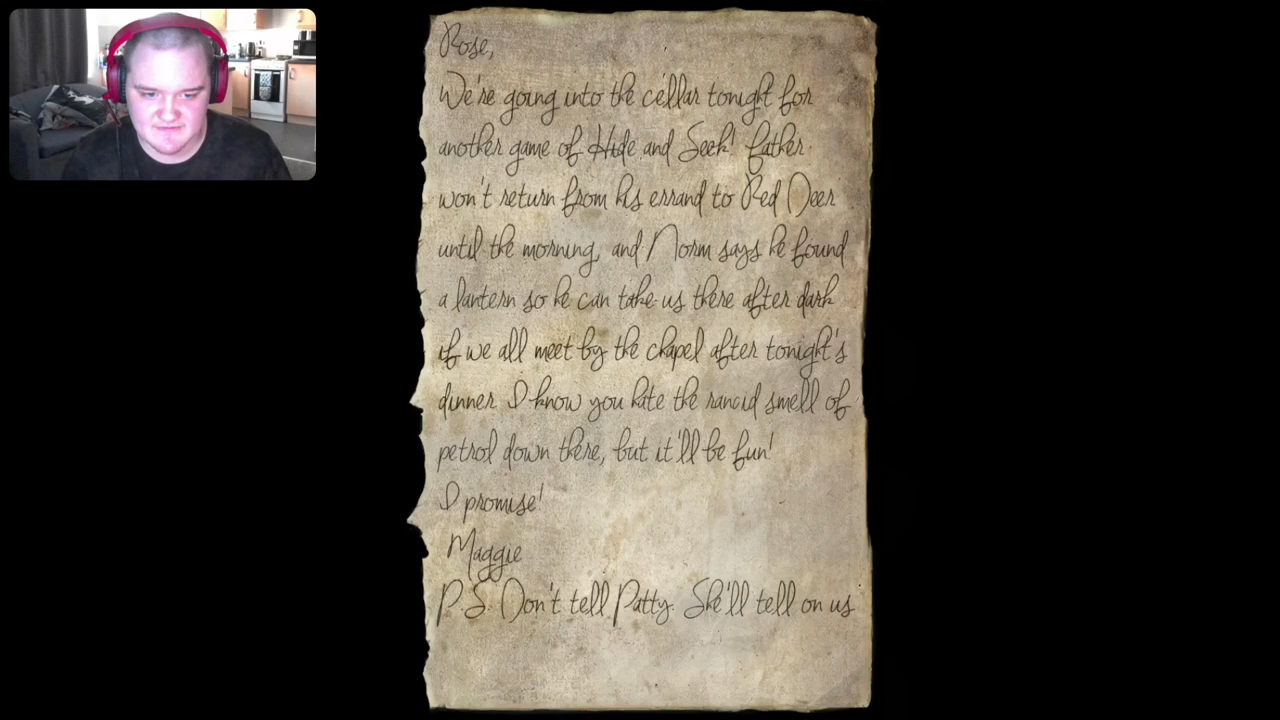 Rose,
We're going into the cellar tonight for
another game of Hide and Seek! Father
won't return from his errand to Red Deer
until the morning, and Norm says he found
a lantern so he can take us there after dark
if we all meet by the chapel after tonight's
dinner. I know you hate the rancid smell of
petrol down there, but it'll be fun!
I promise!
Maggie
P.S. Don't tell Patty. She'll tell on us